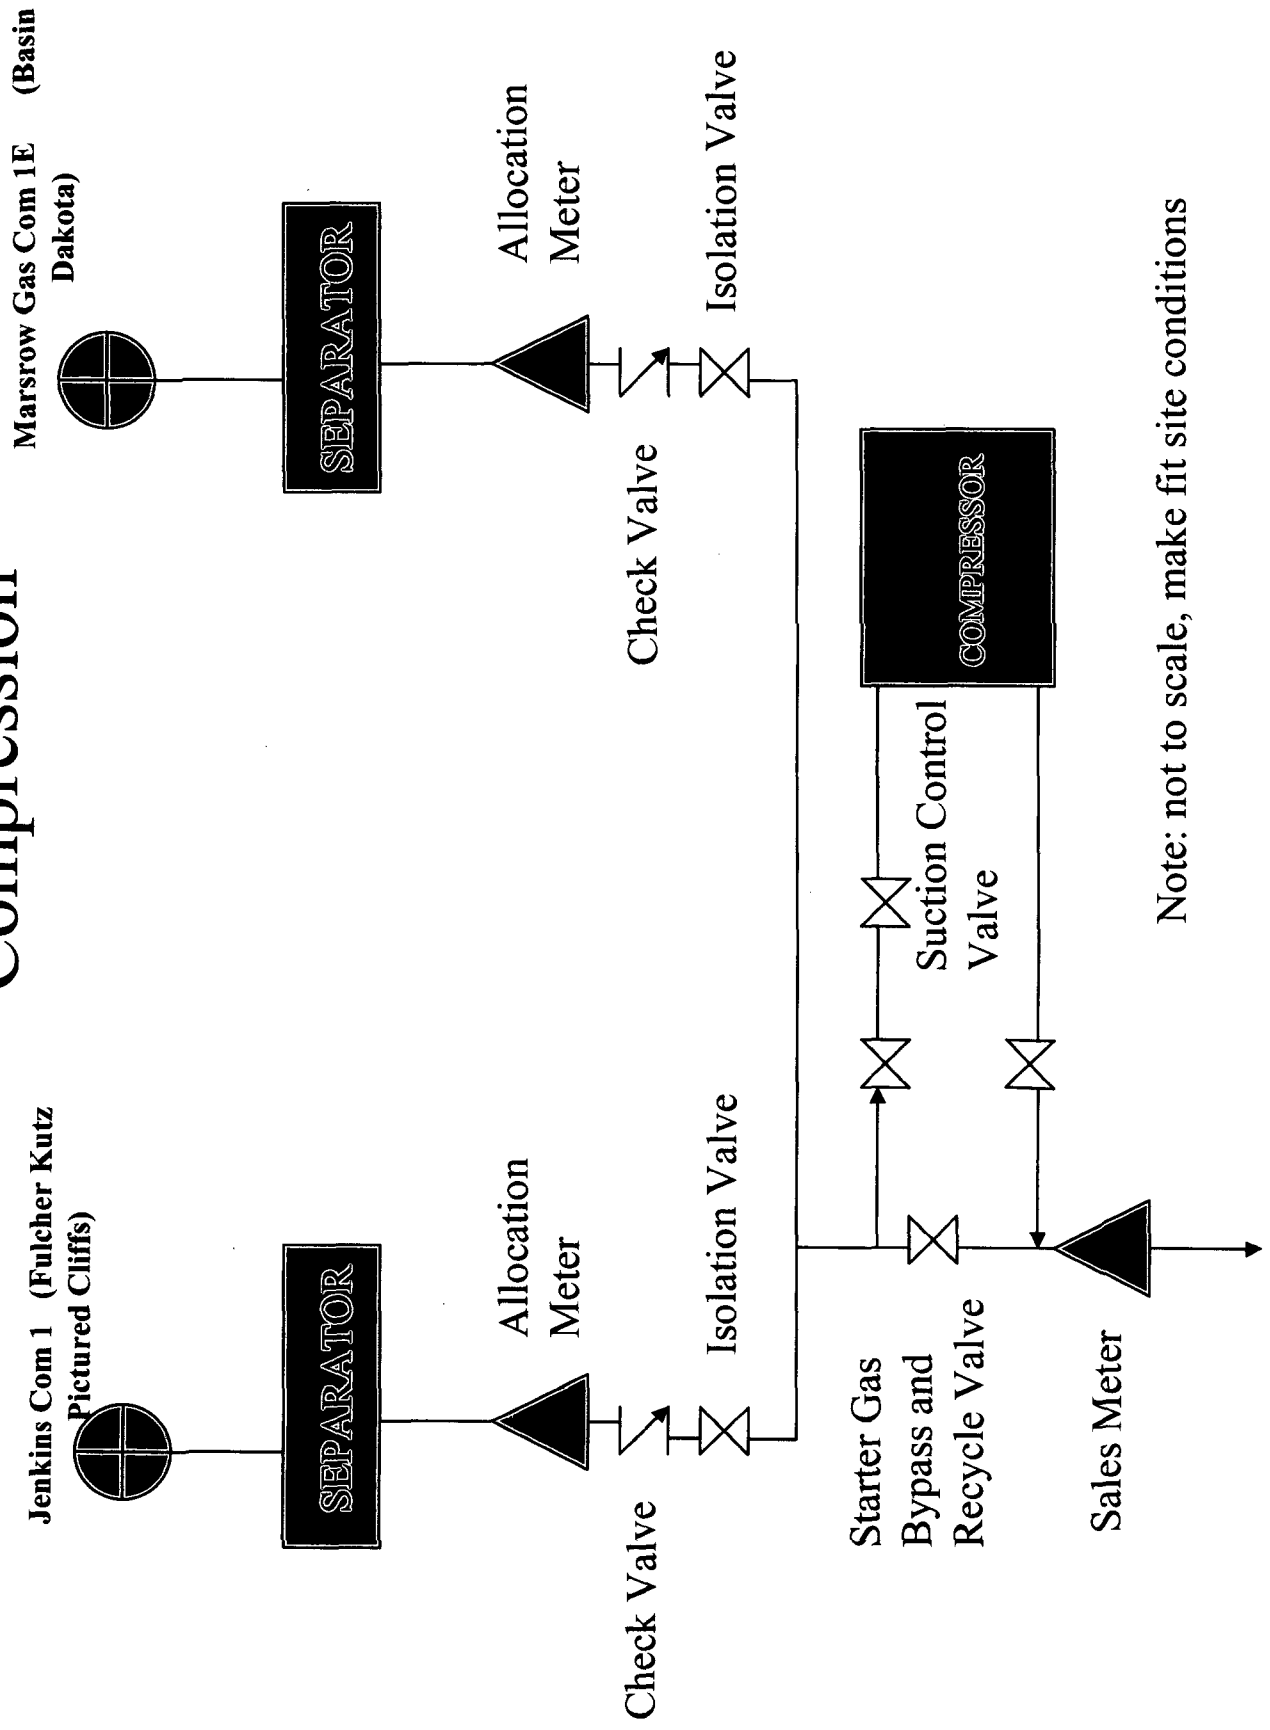 Compression
Jenkins Com 1 (Fulcher Kutz
Pictured Cliffs)
Marsrow Gas Com 1E (Basin
Dakota)
SEPARATOR
SEPARATOR
Allocation
Meter
Allocation
Meter
Check Valve
Check Valve
Isolation Valve
Isolation Valve
Starter Gas
Bypass and
Recycle Valve
Suction Control
Valve
COMPRESSOR
Sales Meter
Note: not to scale, make fit site conditions